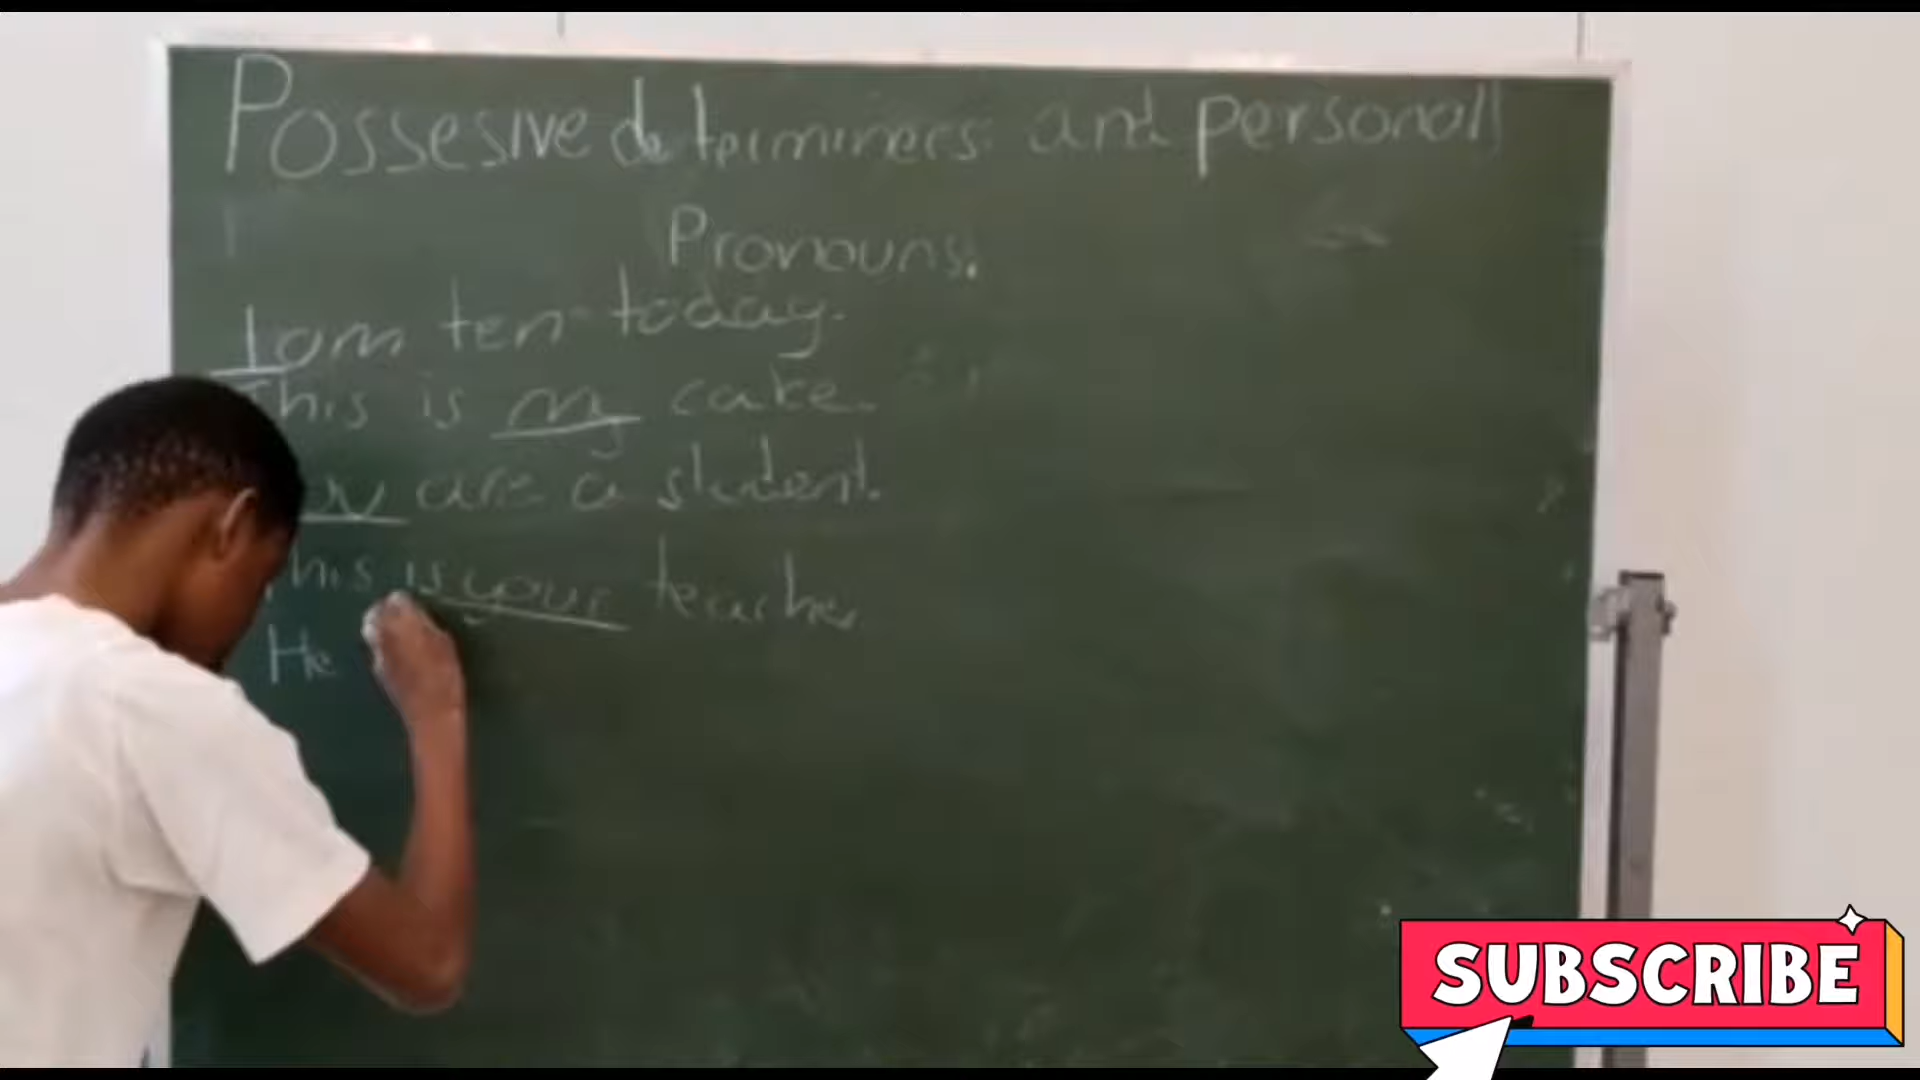 Possesive determiners and personal
Pronouns.
I am ten today.
This is my cake.
are a student.
This is your teacher
He
SUBSCRIBE